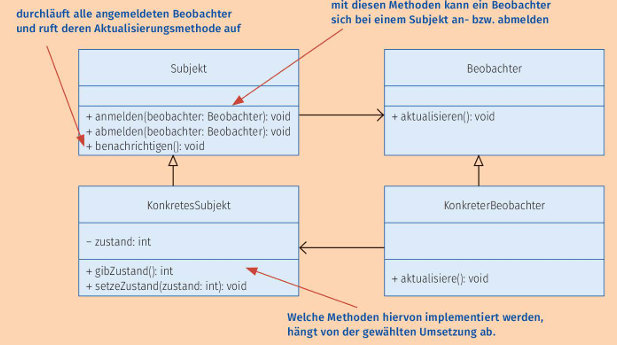 durchläuft alle angemeldeten Beobachter
und ruft deren Aktualisierungsmethode auf
mit diesen Methoden kann ein Beobachter
sich bei einem Subjekt an- bzw. abmelden
Subjekt
+ anmelden(beobachter: Beobachter): void
+ abmelden(beobachter: Beobachter): void
+ benachrichtigen(): void
Beobachter
+ aktualisieren(): void
KonkretesSubjekt
− zustand: int
+ gibZustand(): int
+ setzeZustand(zustand: int): void
KonkreterBeobachter
+ aktualisiere(): void
Welche Methoden hiervon implementiert werden,
hängt von der gewählten Umsetzung ab.